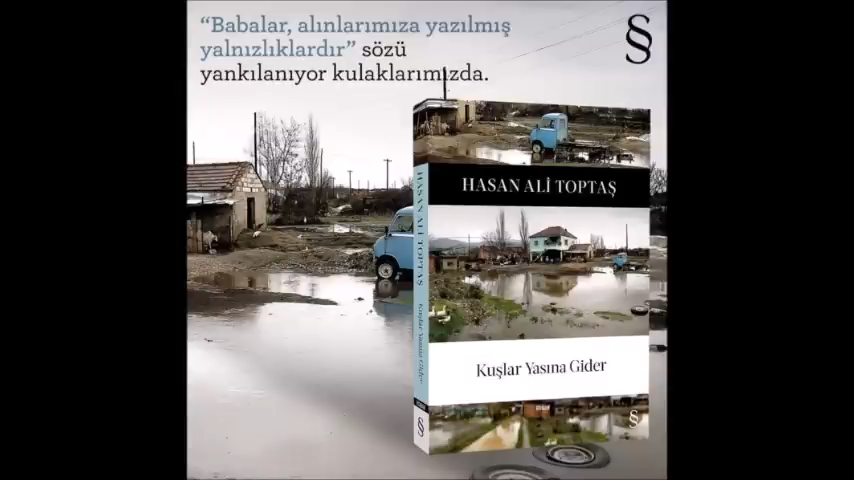 “Babalar, alınlarımıza yazılmış
yalnızlıklardır” sözü
yankılanıyor kulaklarımızda.
§
HASAN ALİ TOPTAŞ
HASAN ALİ TOPTAŞ
Kuşlar Yasına Gider
Kuşlar Yasına Gider
§
§